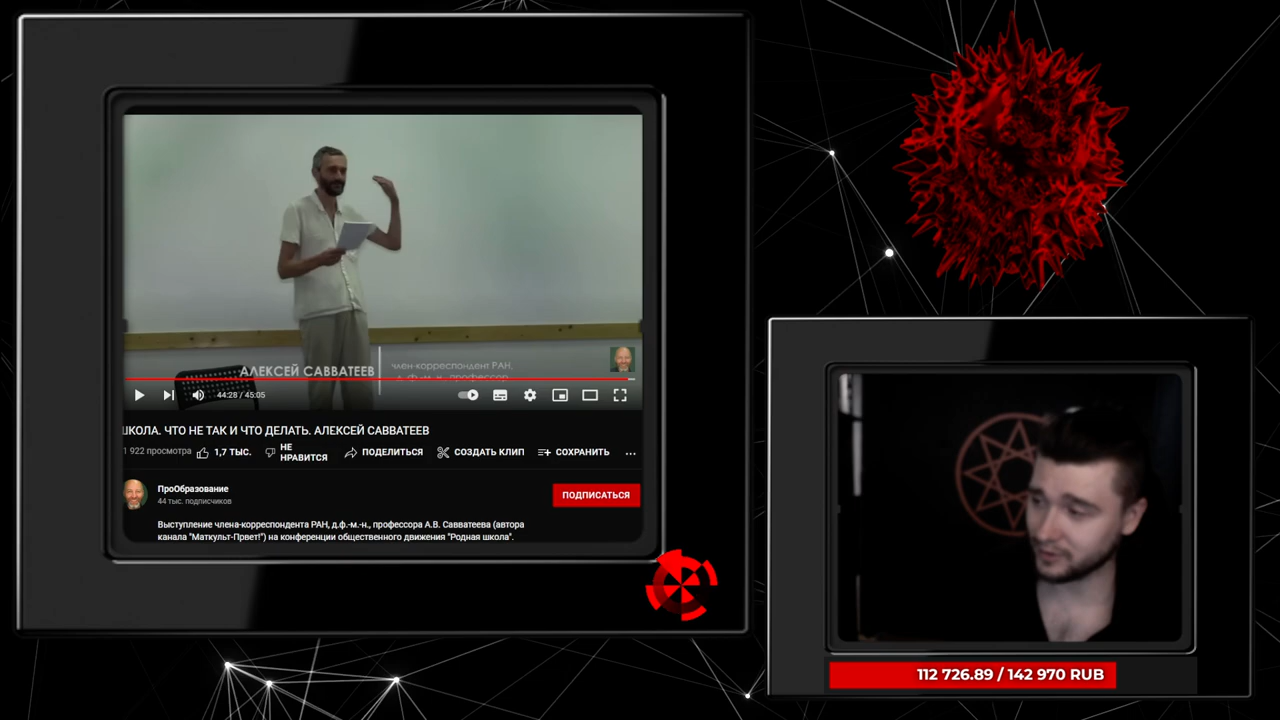 АЛЕКСЕЙ САВВАТЕЕВ
член-корреспондент РАН,
д.ф.-м.н., профессор
44:28 / 45:05
ШКОЛА. ЧТО НЕ ТАК И ЧТО ДЕЛАТЬ. АЛЕКСЕЙ САВВАТЕЕВ
1 922 просмотра 1,7 ТЫС. НЕ НРАВИТСЯ ПОДЕЛИТЬСЯ СОЗДАТЬ КЛИП СОХРАНИТЬ ...
ПроОбразование
44 тыс. подписчиков
ПОДПИСАТЬСЯ
Выступление члена-корреспондента РАН, д.ф.-м.н., профессора А.В. Савватеева (автора
канала "Маткульт-Првет!") на конференции общественного движения "Родная школа".
112 726.89 / 142 970 RUB